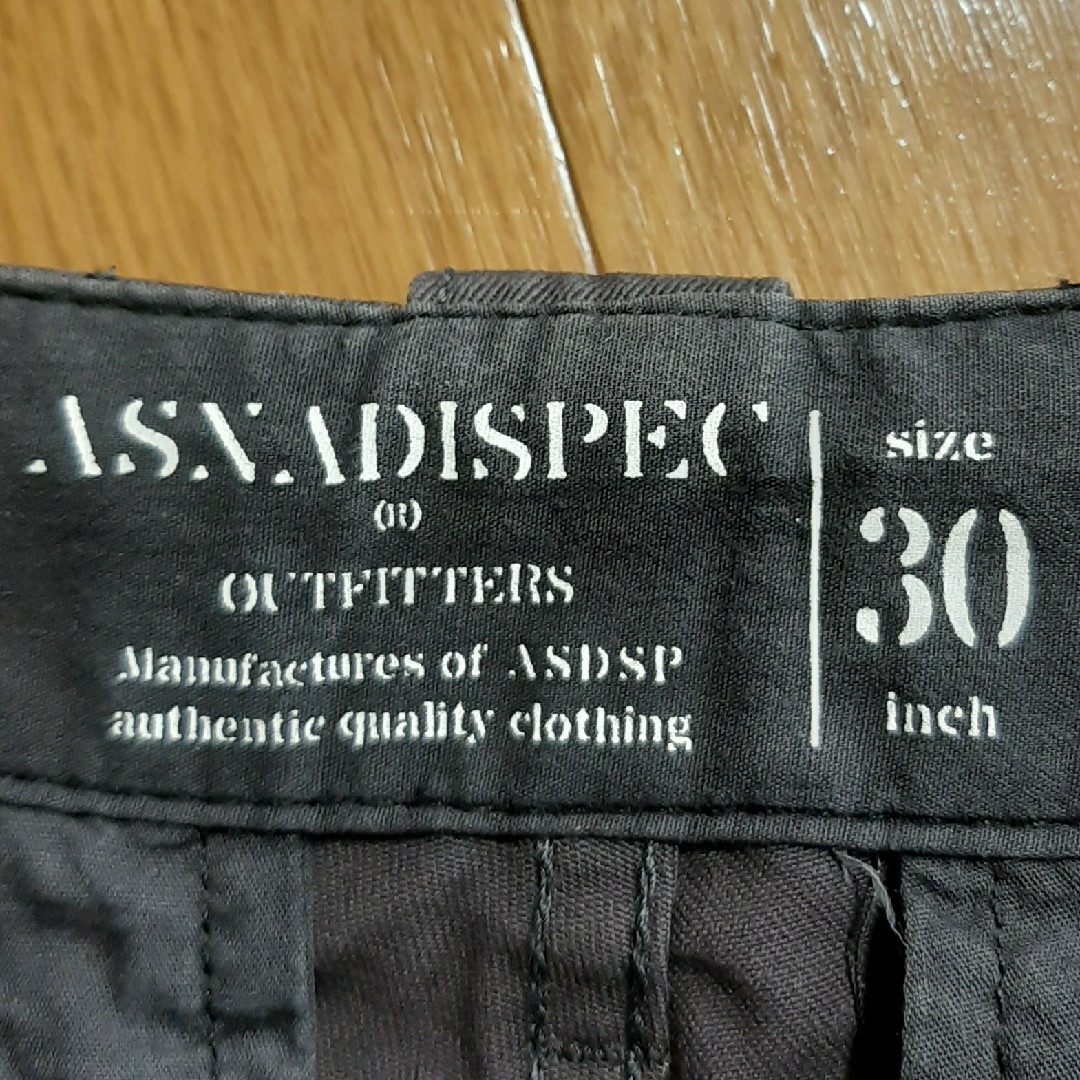 ASNADISPEC
(R)
OUTFITTERS
Manufactures of ASDSP
authentic quality clothing
size
30
inch